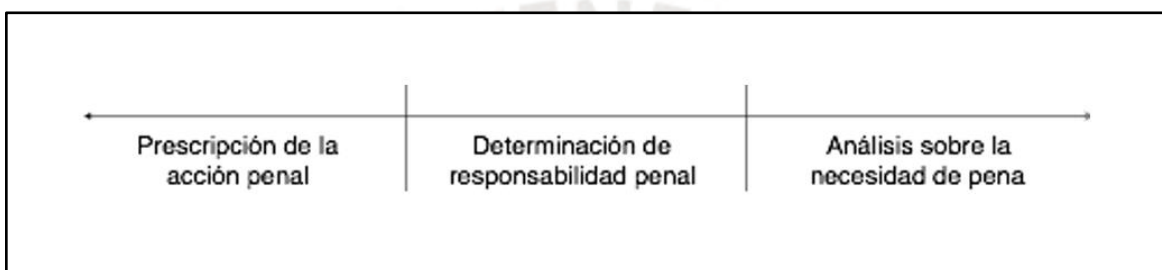 Prescripción de la
acción penal
Determinación de
responsabilidad penal
Análisis sobre la
necesidad de pena